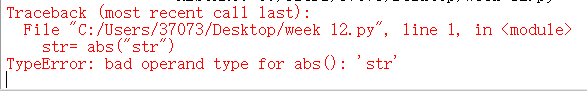 Traceback (most recent call last):
  File "C:/Users/37073/Desktop/week 12.py", line 1, in <module>
    str= abs("str")
TypeError: bad operand type for abs(): 'str'